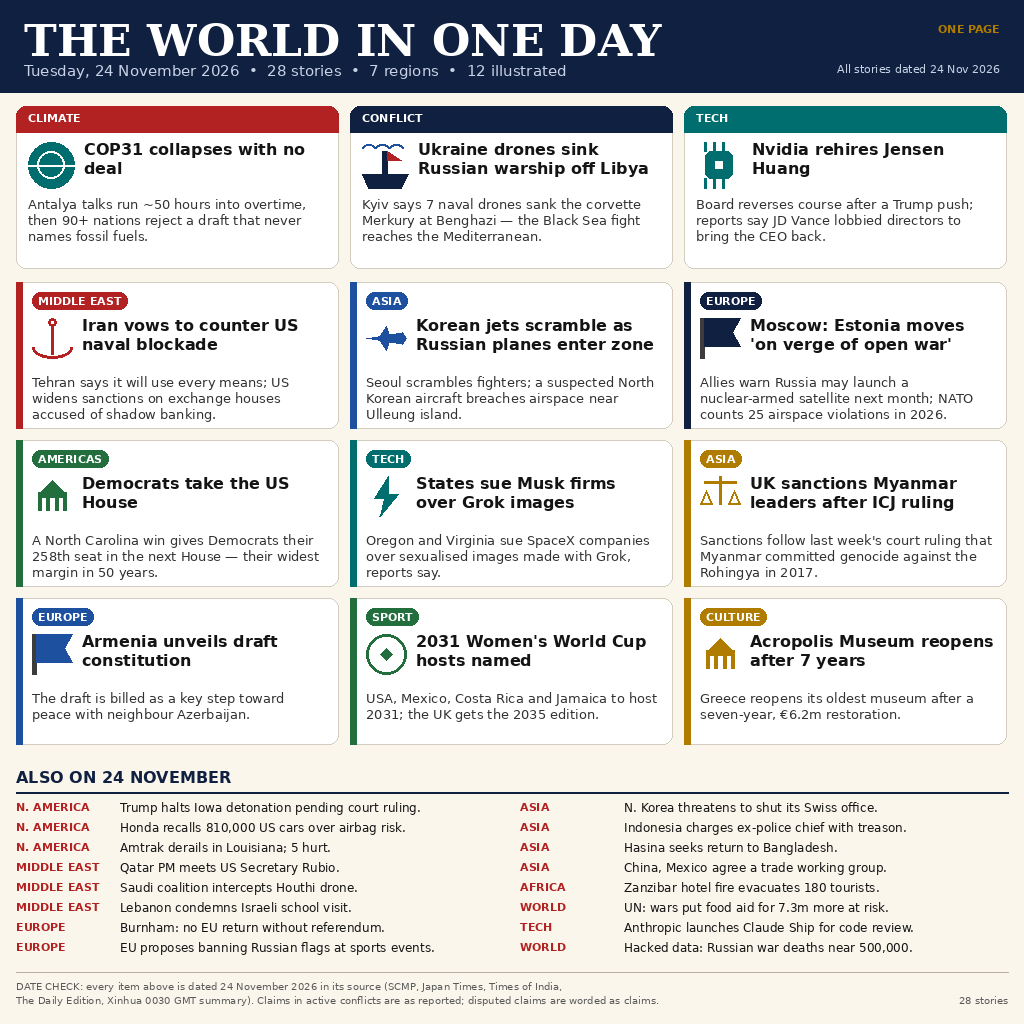 THE WORLD IN ONE DAY
ONE PAGE
Tuesday, 24 November 2026 • 28 stories • 7 regions • 12 illustrated
All stories dated 24 Nov 2026
CLIMATE
COP31 collapses with no
deal
Antalya talks run ~50 hours into overtime,
then 90+ nations reject a draft that never
names fossil fuels.
CONFLICT
Ukraine drones sink
Russian warship off Libya
Kyiv says 7 naval drones sank the corvette
Merkury at Benghazi — the Black Sea fight
reaches the Mediterranean.
TECH
Nvidia rehires Jensen
Huang
Board reverses course after a Trump push;
reports say JD Vance lobbied directors to
bring the CEO back.
MIDDLE EAST
Iran vows to counter US
naval blockade
Tehran says it will use every means; US
widens sanctions on exchange houses
accused of shadow banking.
ASIA
Korean jets scramble as
Russian planes enter zone
Seoul scrambles fighters; a suspected North
Korean aircraft breaches airspace near
Ulleung island.
EUROPE
Moscow: Estonia moves
'on verge of open war'
Allies warn Russia may launch a
nuclear-armed satellite next month; NATO
counts 25 airspace violations in 2026.
AMERICAS
Democrats take the US
House
A North Carolina win gives Democrats their
258th seat in the next House — their widest
margin in 50 years.
TECH
States sue Musk firms
over Grok images
Oregon and Virginia sue SpaceX companies
over sexualised images made with Grok,
reports say.
ASIA
UK sanctions Myanmar
leaders after ICJ ruling
Sanctions follow last week's court ruling that
Myanmar committed genocide against the
Rohingya in 2017.
EUROPE
Armenia unveils draft
constitution
The draft is billed as a key step toward
peace with neighbour Azerbaijan.
SPORT
2031 Women's World Cup
hosts named
USA, Mexico, Costa Rica and Jamaica to host
2031; the UK gets the 2035 edition.
CULTURE
Acropolis Museum reopens
after 7 years
Greece reopens its oldest museum after a
seven-year, €6.2m restoration.
ALSO ON 24 NOVEMBER
N. AMERICA Trump halts Iowa detonation pending court ruling.
N. AMERICA Honda recalls 810,000 US cars over airbag risk.
N. AMERICA Amtrak derails in Louisiana; 5 hurt.
MIDDLE EAST Qatar PM meets US Secretary Rubio.
MIDDLE EAST Saudi coalition intercepts Houthi drone.
MIDDLE EAST Lebanon condemns Israeli school visit.
EUROPE Burnham: no EU return without referendum.
EUROPE EU proposes banning Russian flags at sports events.
ASIA N. Korea threatens to shut its Swiss office.
ASIA Indonesia charges ex-police chief with treason.
ASIA Hasina seeks return to Bangladesh.
ASIA China, Mexico agree a trade working group.
AFRICA Zanzibar hotel fire evacuates 180 tourists.
WORLD UN: wars put food aid for 7.3m more at risk.
TECH Anthropic launches Claude Ship for code review.
WORLD Hacked data: Russian war deaths near 500,000.
DATE CHECK: every item above is dated 24 November 2026 in its source (SCMP, Japan Times, Times of India,
The Daily Edition, Xinhua 0030 GMT summary). Claims in active conflicts are as reported; disputed claims are worded as claims.
28 stories